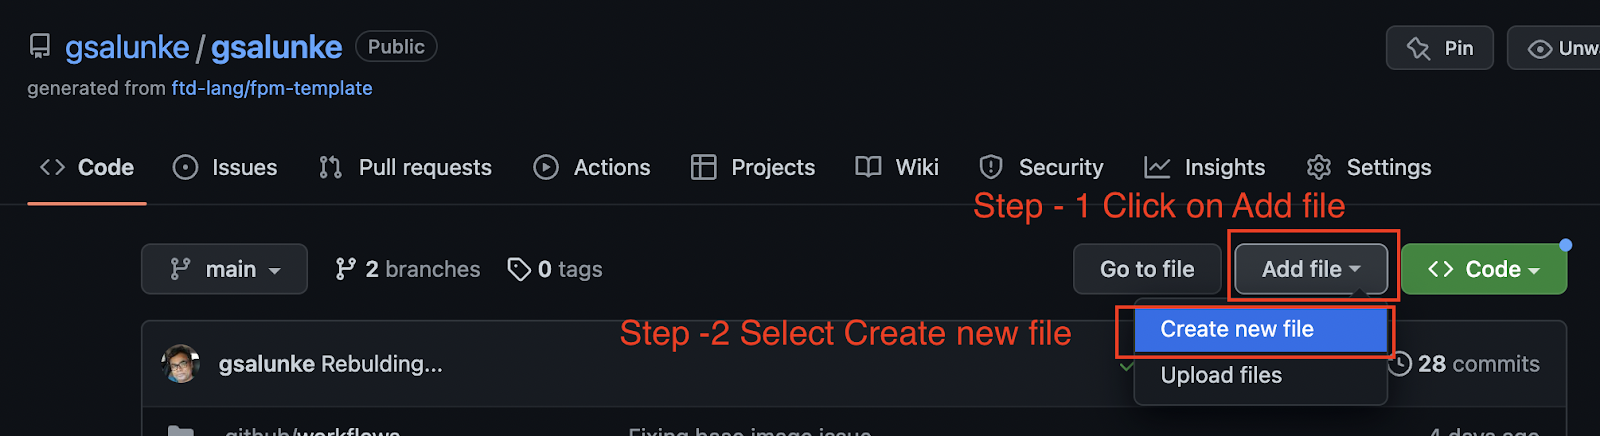 gsalunke / gsalunke Public
Pin
generated from ftd-lang/fpm-template
Code Issues Pull requests Actions Projects Wiki Security Insights Settings
Step - 1 Click on Add file
main 2 branches 0 tags Go to file Add file Code
Step -2 Select Create new file
Create new file
gsalunke Rebulding... 28 commits
Upload files
.github/workflows Fixing base image issue 4 days ago